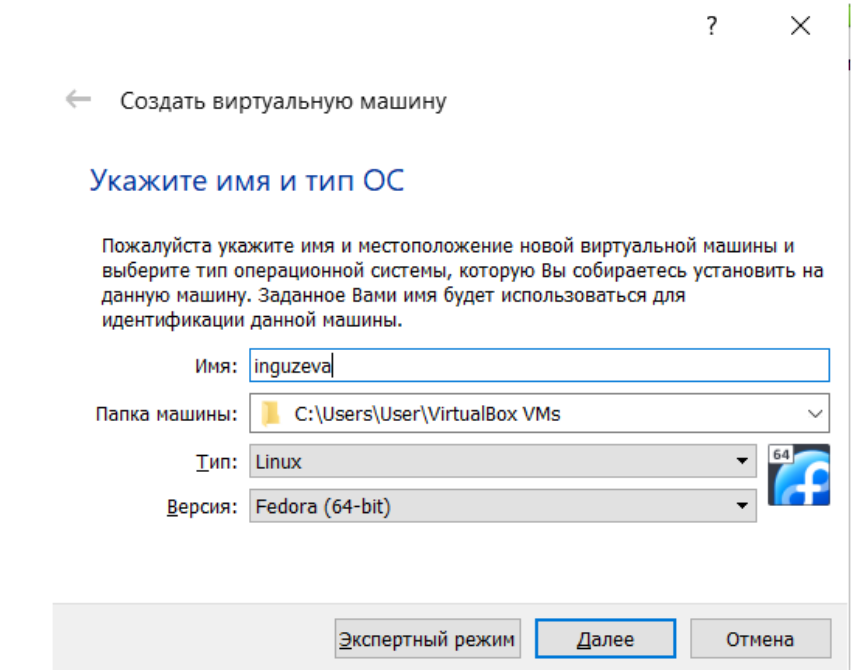 ?
Создать виртуальную машину
Укажите имя и тип ОС
Пожалуйста укажите имя и местоположение новой виртуальной машины и
выберите тип операционной системы, которую Вы собираетесь установить на
данную машину. Заданное Вами имя будет использоваться для
идентификации данной машины.
Имя: inguzeva
Папка машины: C:\Users\User\VirtualBox VMs
Тип: Linux 64
Версия: Fedora (64-bit)
Экспертный режим Далее Отмена